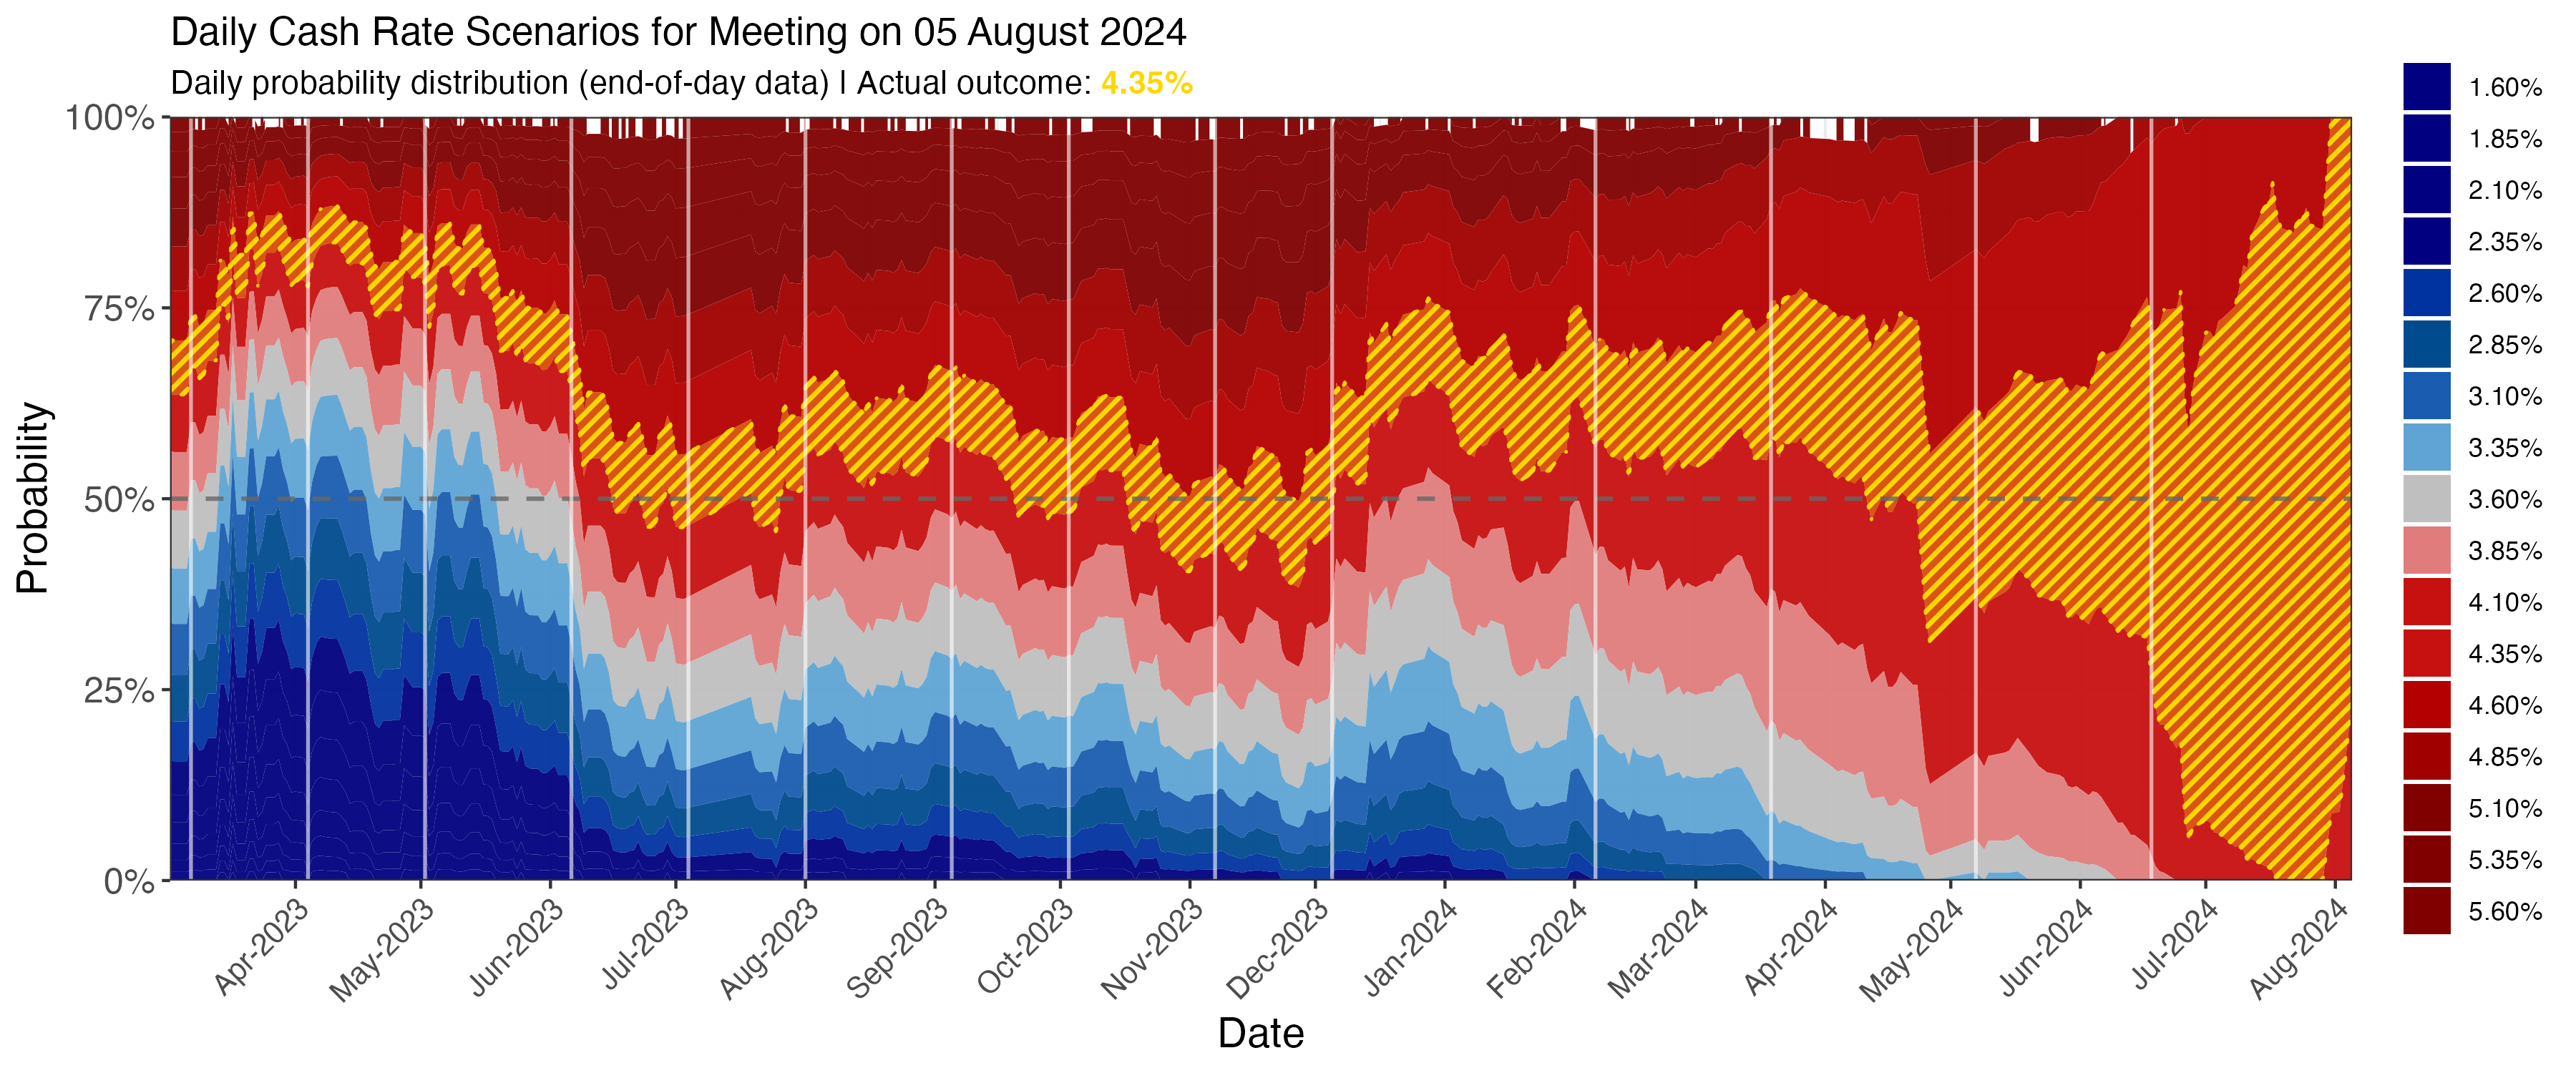 Daily Cash Rate Scenarios for Meeting on 05 August 2024
Daily probability distribution (end-of-day data) | Actual outcome: 4.35%
Probability
100%
75%
50%
25%
0%
Apr-2023
May-2023
Jun-2023
Jul-2023
Aug-2023
Sep-2023
Oct-2023
Nov-2023
Dec-2023
Jan-2024
Feb-2024
Mar-2024
Apr-2024
May-2024
Jun-2024
Jul-2024
Aug-2024
Date
1.60%
1.85%
2.10%
2.35%
2.60%
2.85%
3.10%
3.35%
3.60%
3.85%
4.10%
4.35%
4.60%
4.85%
5.10%
5.35%
5.60%